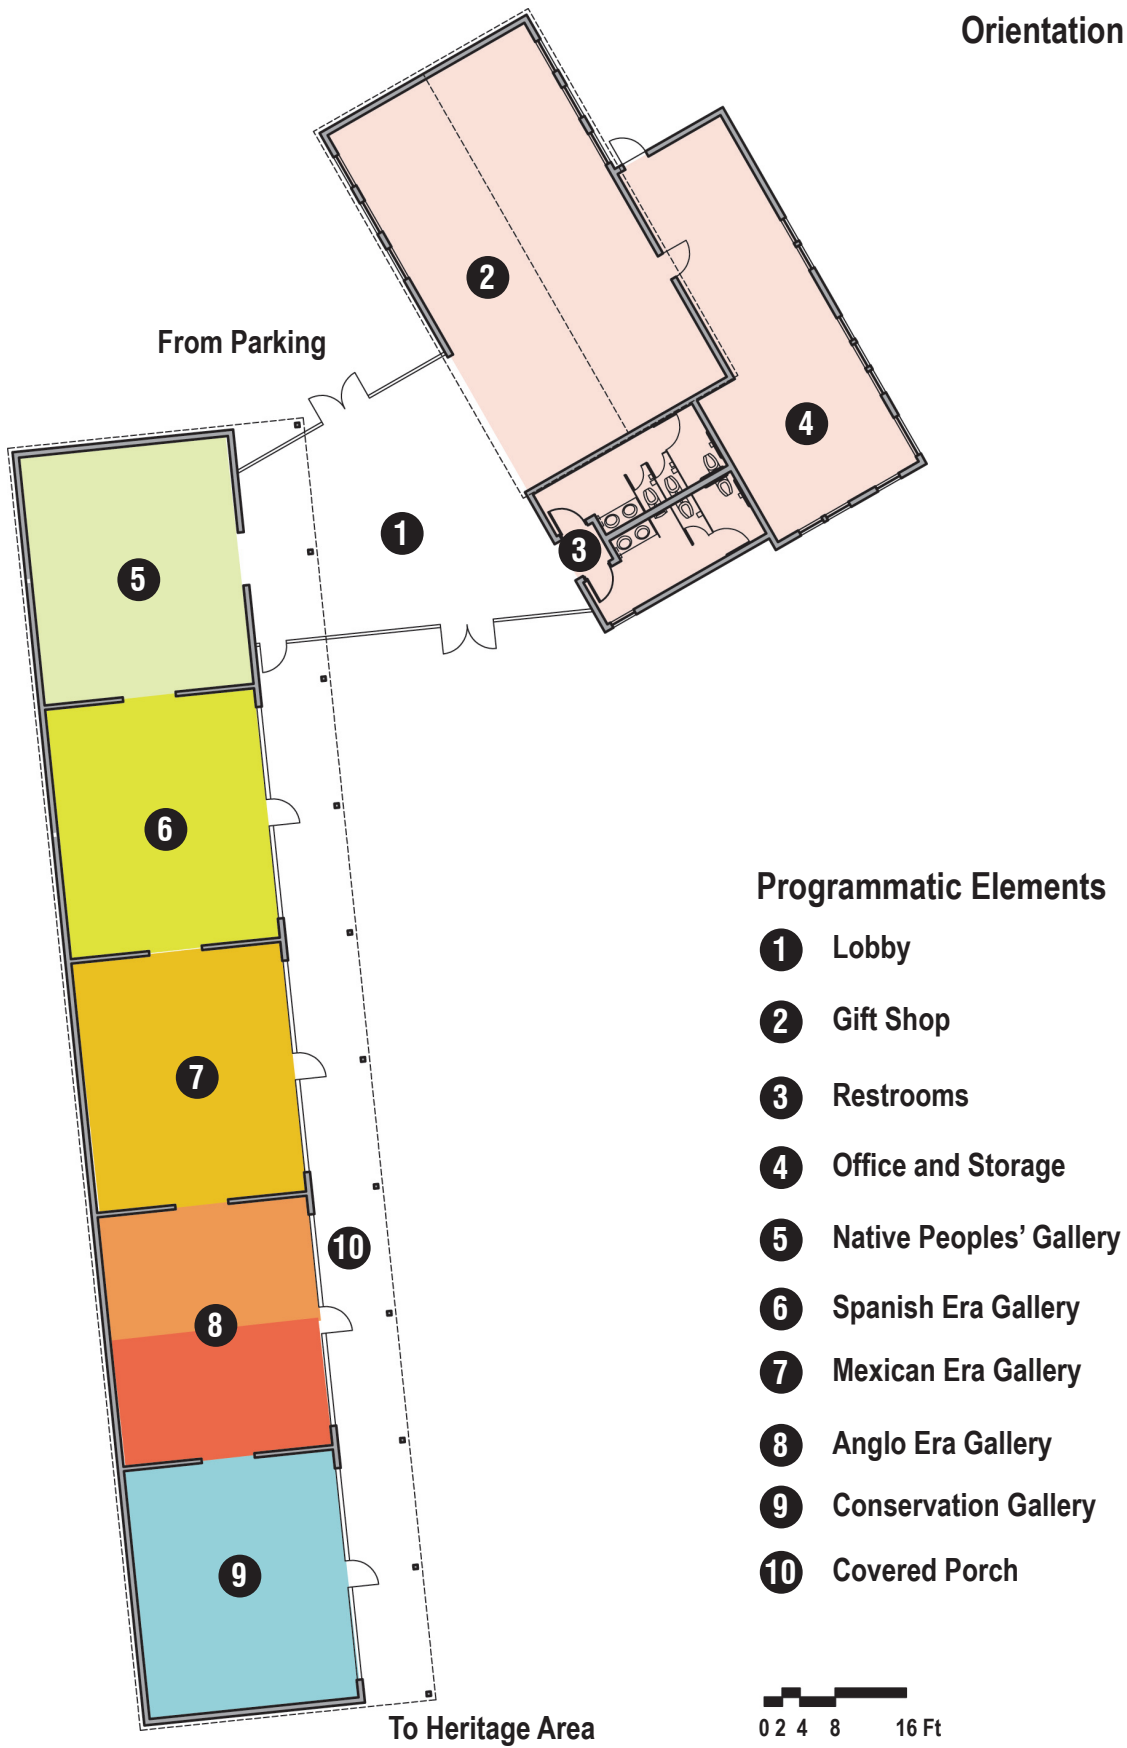 Orientation
2
From Parking
4
1
3
5
6
7
10
8
9
To Heritage Area
Programmatic Elements
1 Lobby
2 Gift Shop
3 Restrooms
4 Office and Storage
5 Native Peoples’ Gallery
6 Spanish Era Gallery
7 Mexican Era Gallery
8 Anglo Era Gallery
9 Conservation Gallery
10 Covered Porch
0 2 4 8 16 Ft